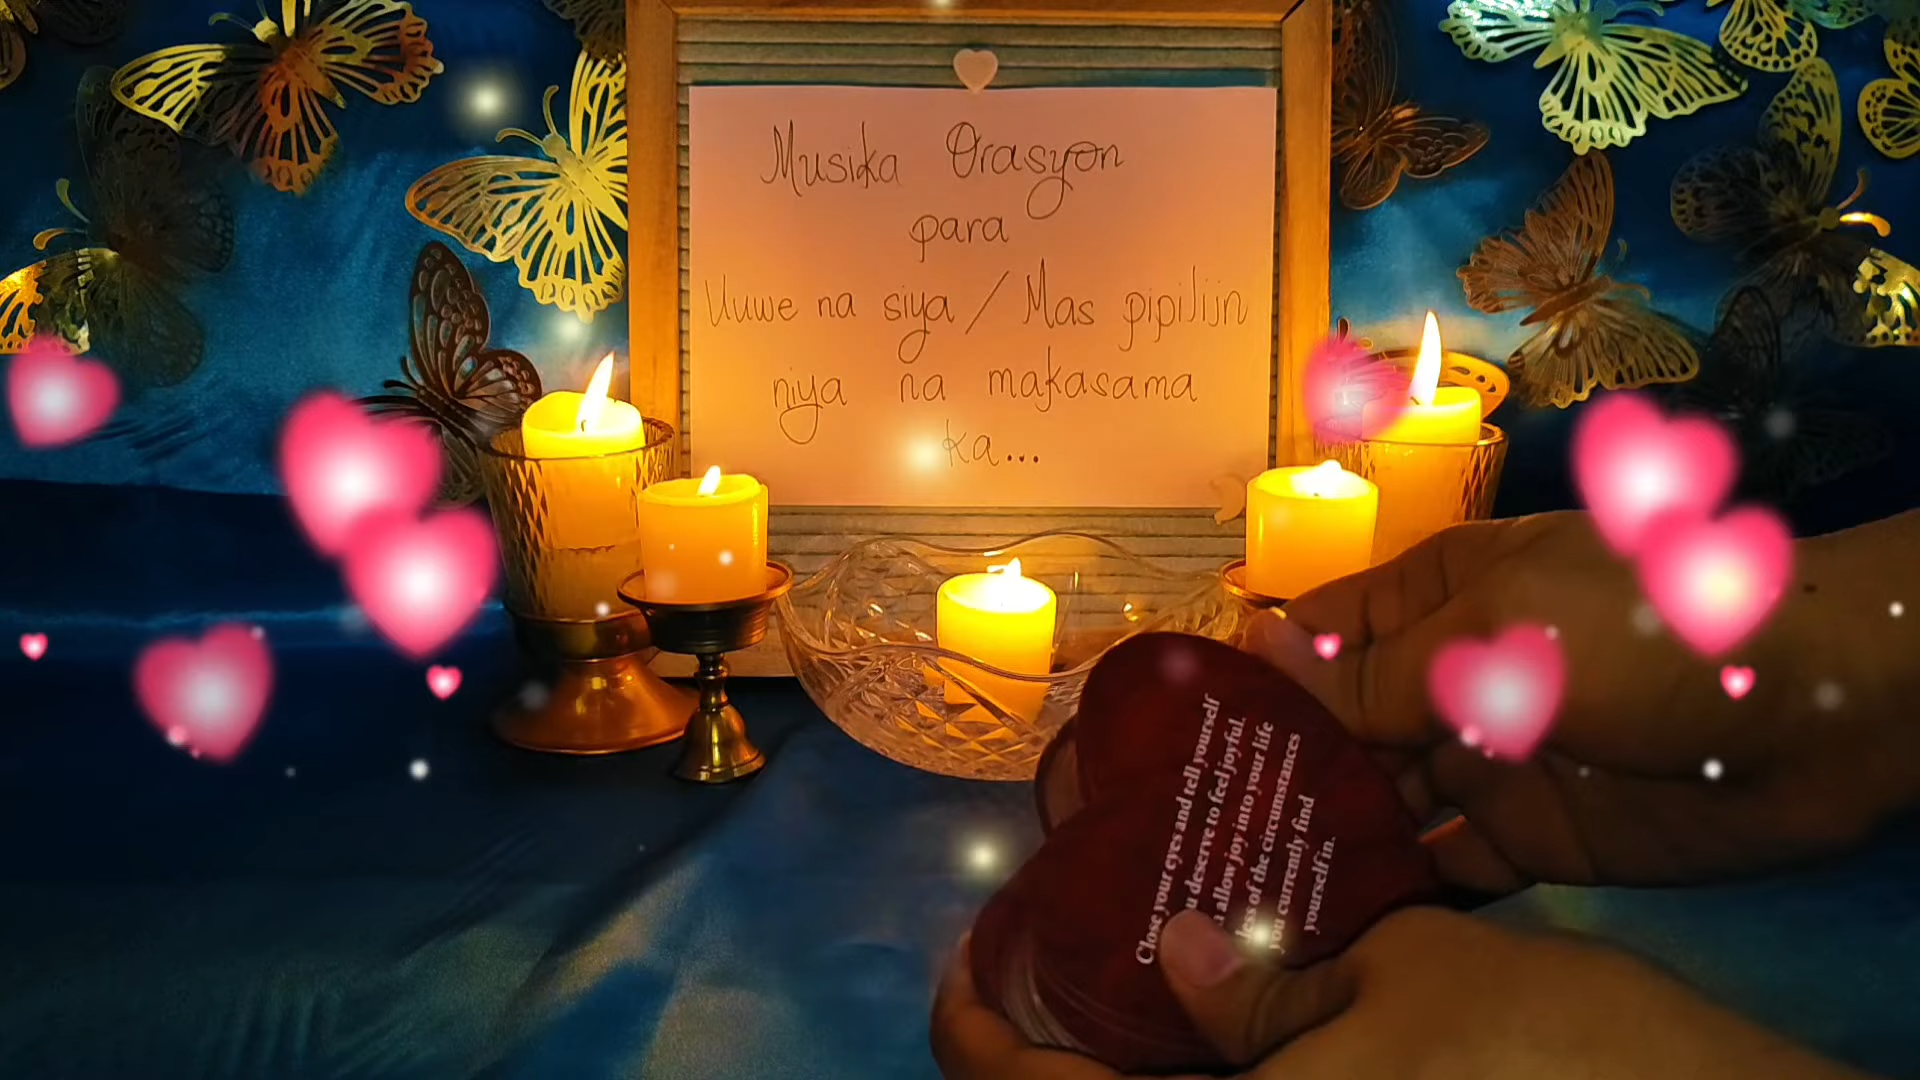 Musika Orasyon
para
Uuwe na siya / Mas pipiliin
niya na makasama
ka...
Close your eyes and tell yourself
deserve to feel joyful.
allow joy into your life
of the circumstances
you currently find
yourself in.